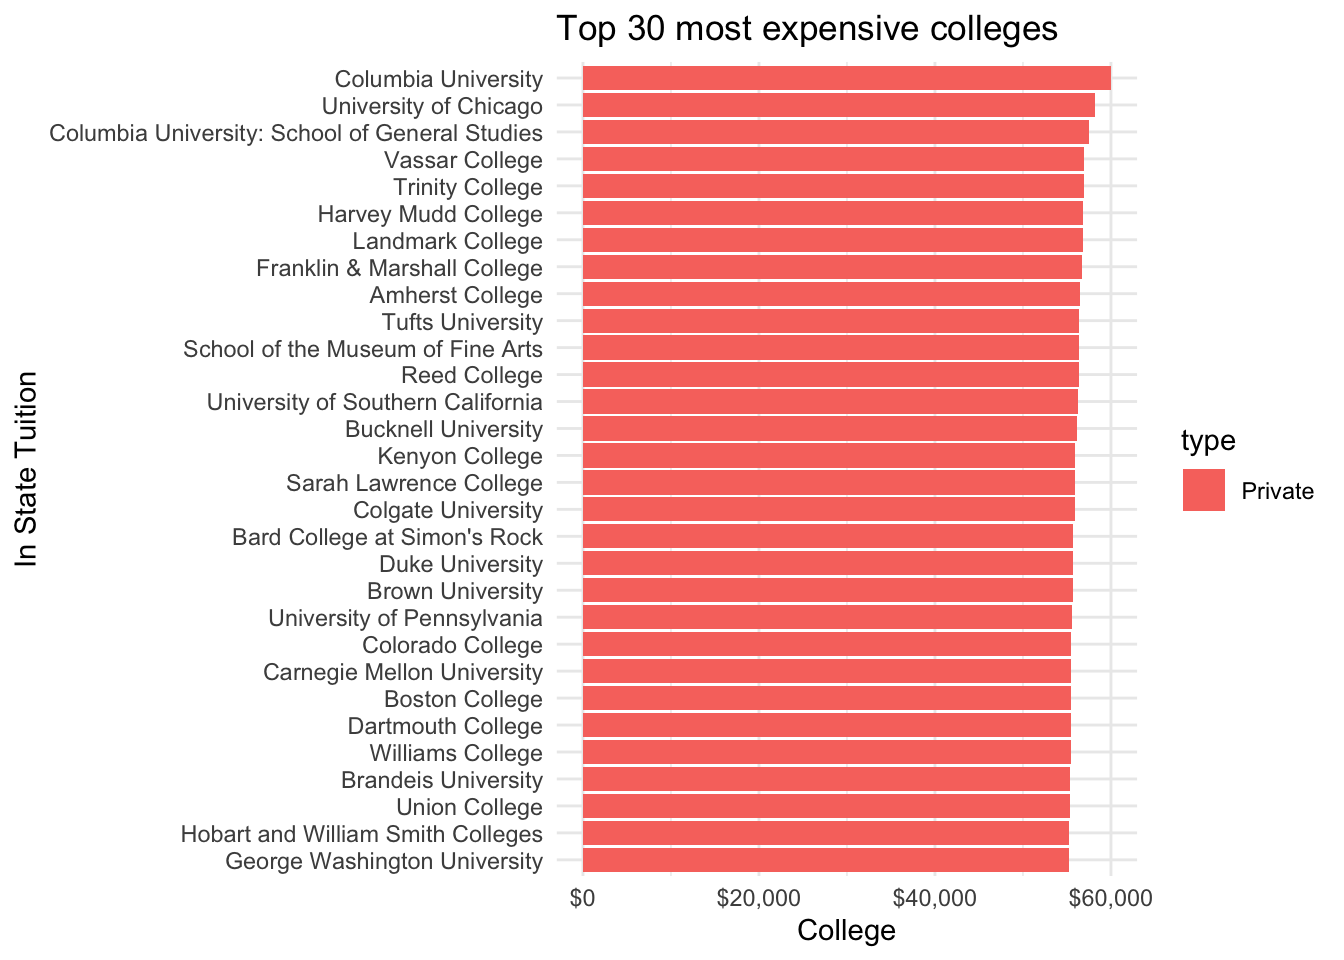 Top 30 most expensive colleges
Columbia University
University of Chicago
Columbia University: School of General Studies
Vassar College
Trinity College
Harvey Mudd College
Landmark College
Franklin & Marshall College
Amherst College
Tufts University
School of the Museum of Fine Arts
Reed College
University of Southern California
Bucknell University
Kenyon College
Sarah Lawrence College
Colgate University
Bard College at Simon's Rock
Duke University
Brown University
University of Pennsylvania
Colorado College
Carnegie Mellon University
Boston College
Dartmouth College
Williams College
Brandeis University
Union College
Hobart and William Smith Colleges
George Washington University
In State Tuition
$0 $20,000 $40,000 $60,000
College
type
Private